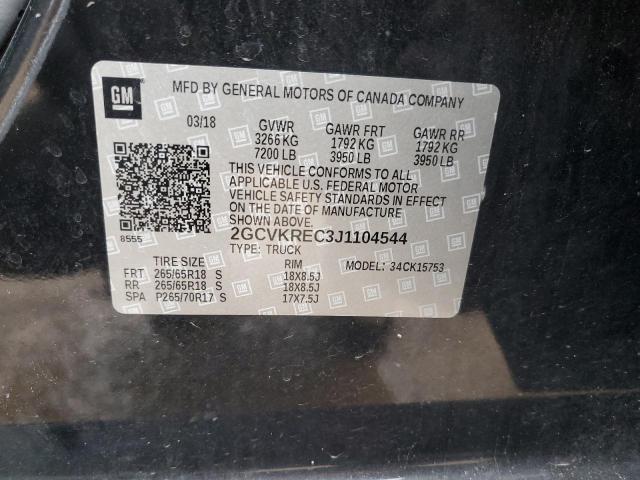 GM
MFD BY GENERAL MOTORS OF CANADA COMPANY
03/18 GVWR GAWR FRT GAWR RR
3266 KG 1792 KG 1792 KG
7200 LB 3950 LB 3950 LB
THIS VEHICLE CONFORMS TO ALL
APPLICABLE U.S. FEDERAL MOTOR
VEHICLE SAFETY STANDARDS IN EFFECT
ON THE DATE OF MANUFACTURE
SHOWN ABOVE.
8555 2GCVKREC3J1104544
TYPE: TRUCK
TIRE SIZE RIM MODEL: 34CK15753
FRT 265/65R18 S 18X8.5J
RR 265/65R18 S 18X8.5J
SPA P265/70R17 S 17X7.5J